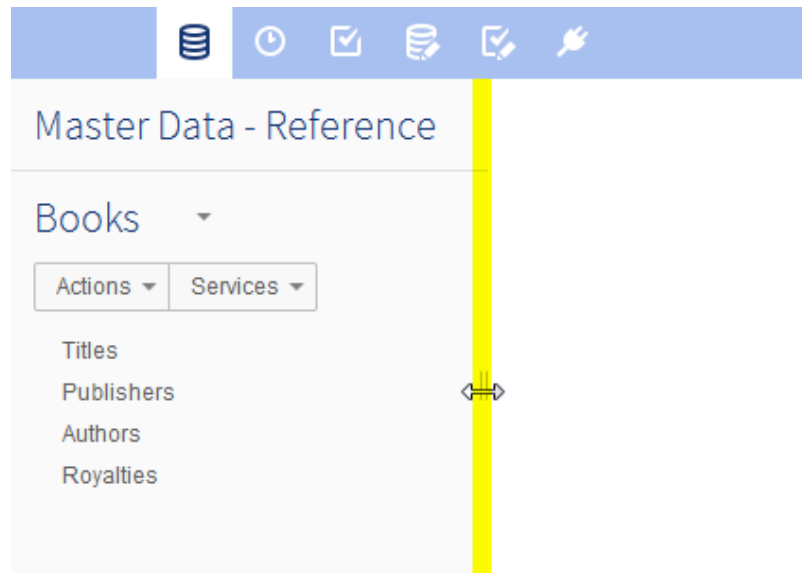 Master Data - Reference
Books
Actions Services
Titles
Publishers
Authors
Royalties